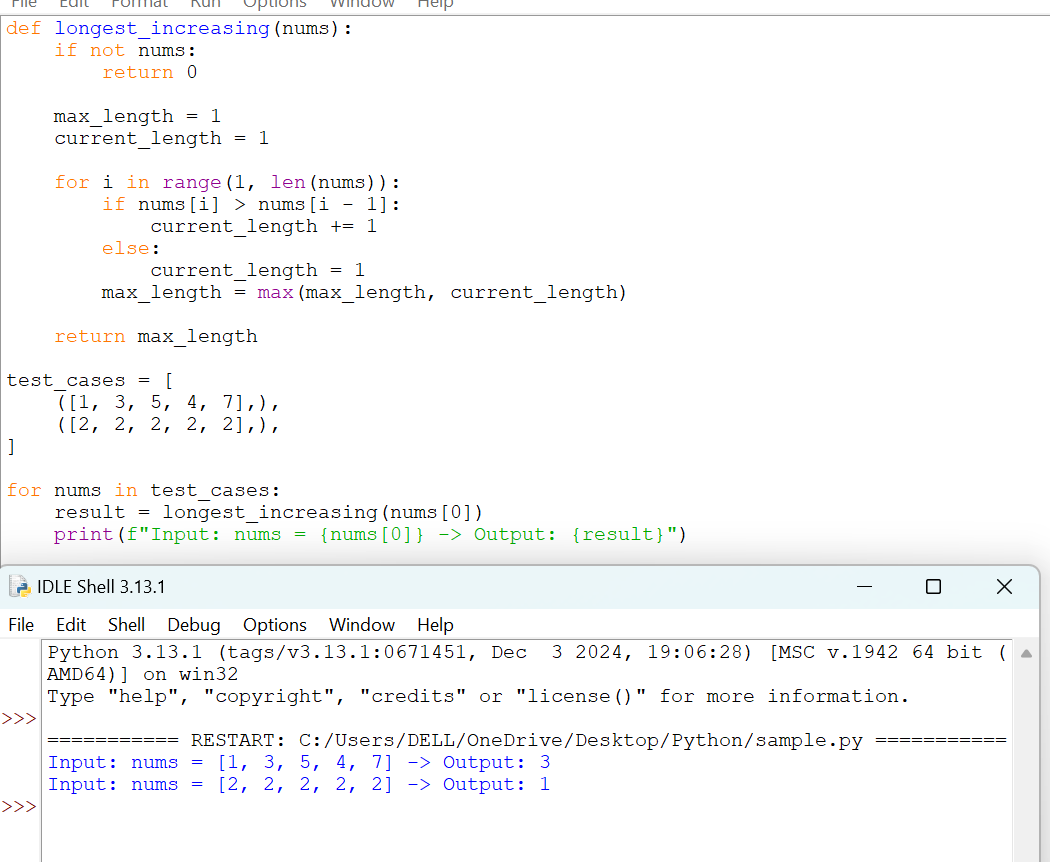 File Edit Format Run Options Window Help
def longest_increasing(nums):
    if not nums:
        return 0

    max_length = 1
    current_length = 1

    for i in range(1, len(nums)):
        if nums[i] > nums[i - 1]:
            current_length += 1
        else:
            current_length = 1
        max_length = max(max_length, current_length)

    return max_length

test_cases = [
    ([1, 3, 5, 4, 7],),
    ([2, 2, 2, 2, 2],),
]

for nums in test_cases:
    result = longest_increasing(nums[0])
    print(f"Input: nums = {nums[0]} -> Output: {result}")
IDLE Shell 3.13.1
File Edit Shell Debug Options Window Help
Python 3.13.1 (tags/v3.13.1:0671451, Dec  3 2024, 19:06:28) [MSC v.1942 64 bit (
AMD64)] on win32
Type "help", "copyright", "credits" or "license()" for more information.
>>>
=========== RESTART: C:/Users/DELL/OneDrive/Desktop/Python/sample.py ===========
Input: nums = [1, 3, 5, 4, 7] -> Output: 3
Input: nums = [2, 2, 2, 2, 2] -> Output: 1
>>>